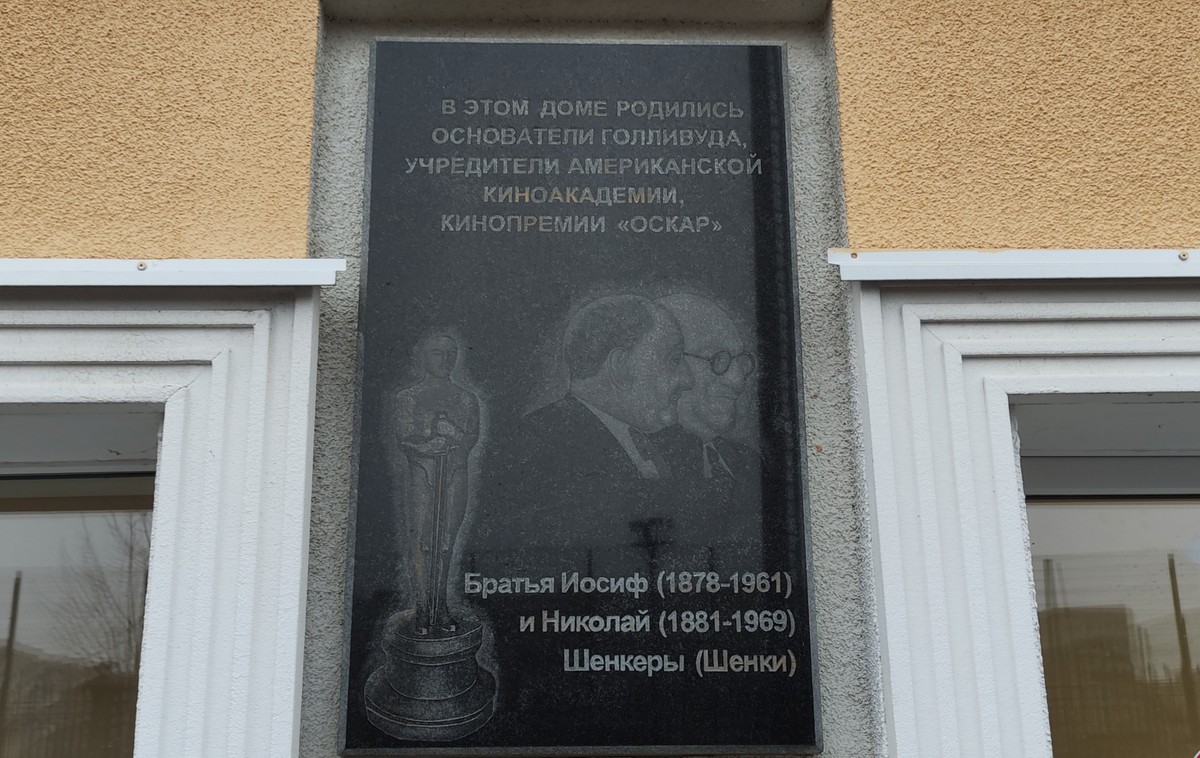 В ЭТОМ ДОМЕ РОДИЛИСЬ
ОСНОВАТЕЛИ ГОЛЛИВУДА,
УЧРЕДИТЕЛИ АМЕРИКАНСКОЙ
КИНОАКАДЕМИИ,
КИНОПРЕМИИ «ОСКАР»
Братья Иосиф (1878-1961)
и Николай (1881-1969)
Шенкеры (Шенки)